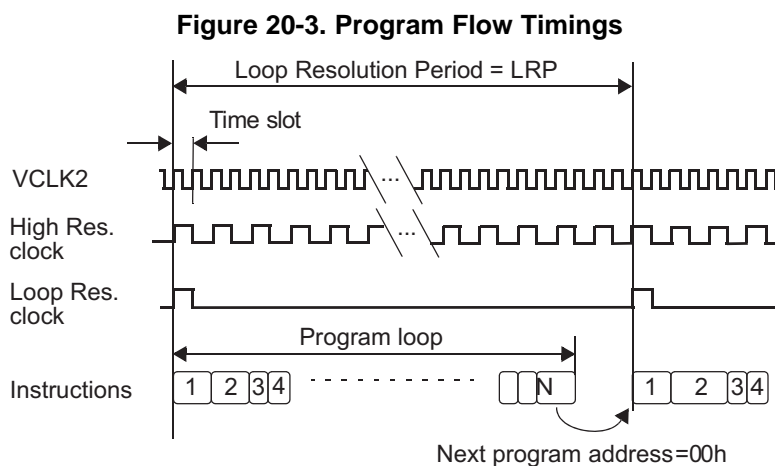 Figure 20-3. Program Flow Timings
Loop Resolution Period = LRP
Time slot
VCLK2
...
High Res.
clock
...
Loop Res.
clock
Program loop
Instructions
1 2 3 4
N
1 2 3 4
Next program address=00h